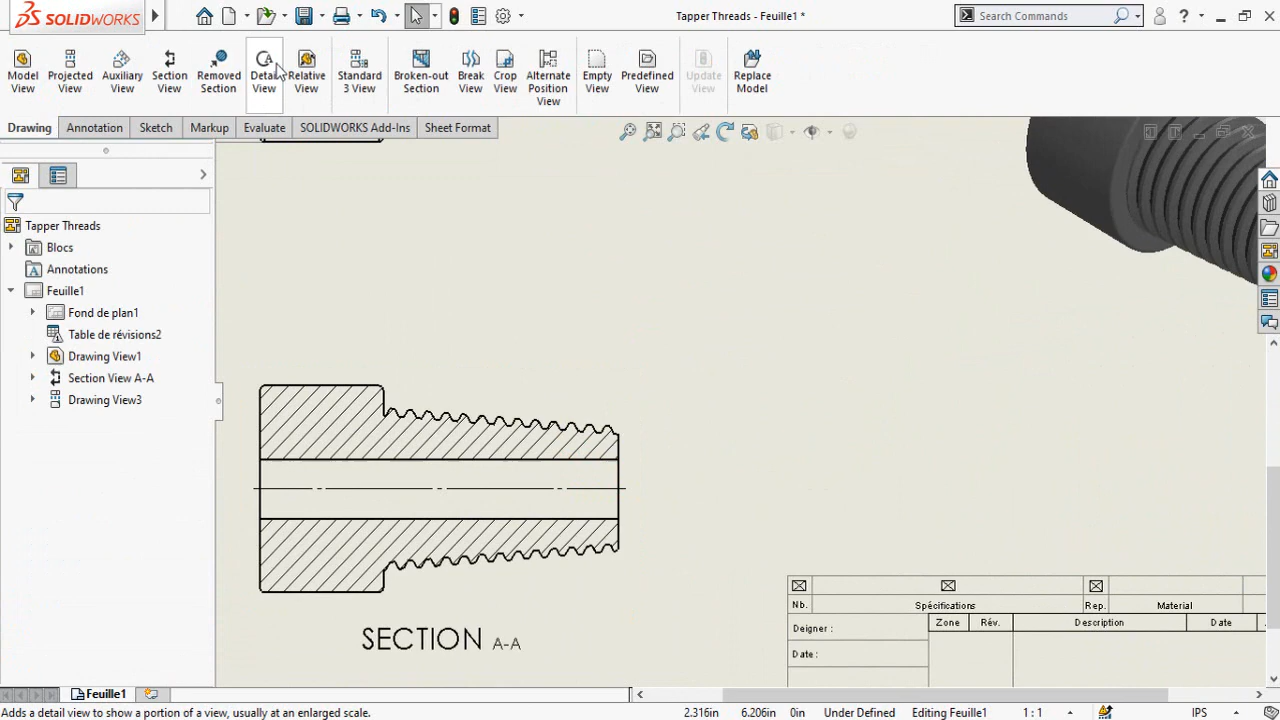 SOLIDWORKS
Tapper Threads - Feuille1 *
Search Commands
?
Model View
Projected View
Auxiliary View
Section View
Removed Section
Detail View
Relative View
Standard 3 View
Broken-out Section
Break View
Crop View
Alternate Position View
Empty View
Predefined View
Update View
Replace Model
Drawing
Annotation
Sketch
Markup
Evaluate
SOLIDWORKS Add-Ins
Sheet Format
Tapper Threads
Blocs
Annotations
Feuille1
Fond de plan1
Table de révisions2
Drawing View1
Section View A-A
Drawing View3
SECTION A-A
Nb.
Spécifications
Rep.
Material
Deigner :
Zone
Rév.
Description
Date
Date :
Feuille1
Adds a detail view to show a portion of a view, usually at an enlarged scale.
2.316in
6.206in
0in
Under Defined
Editing Feuille1
1 : 1
IPS